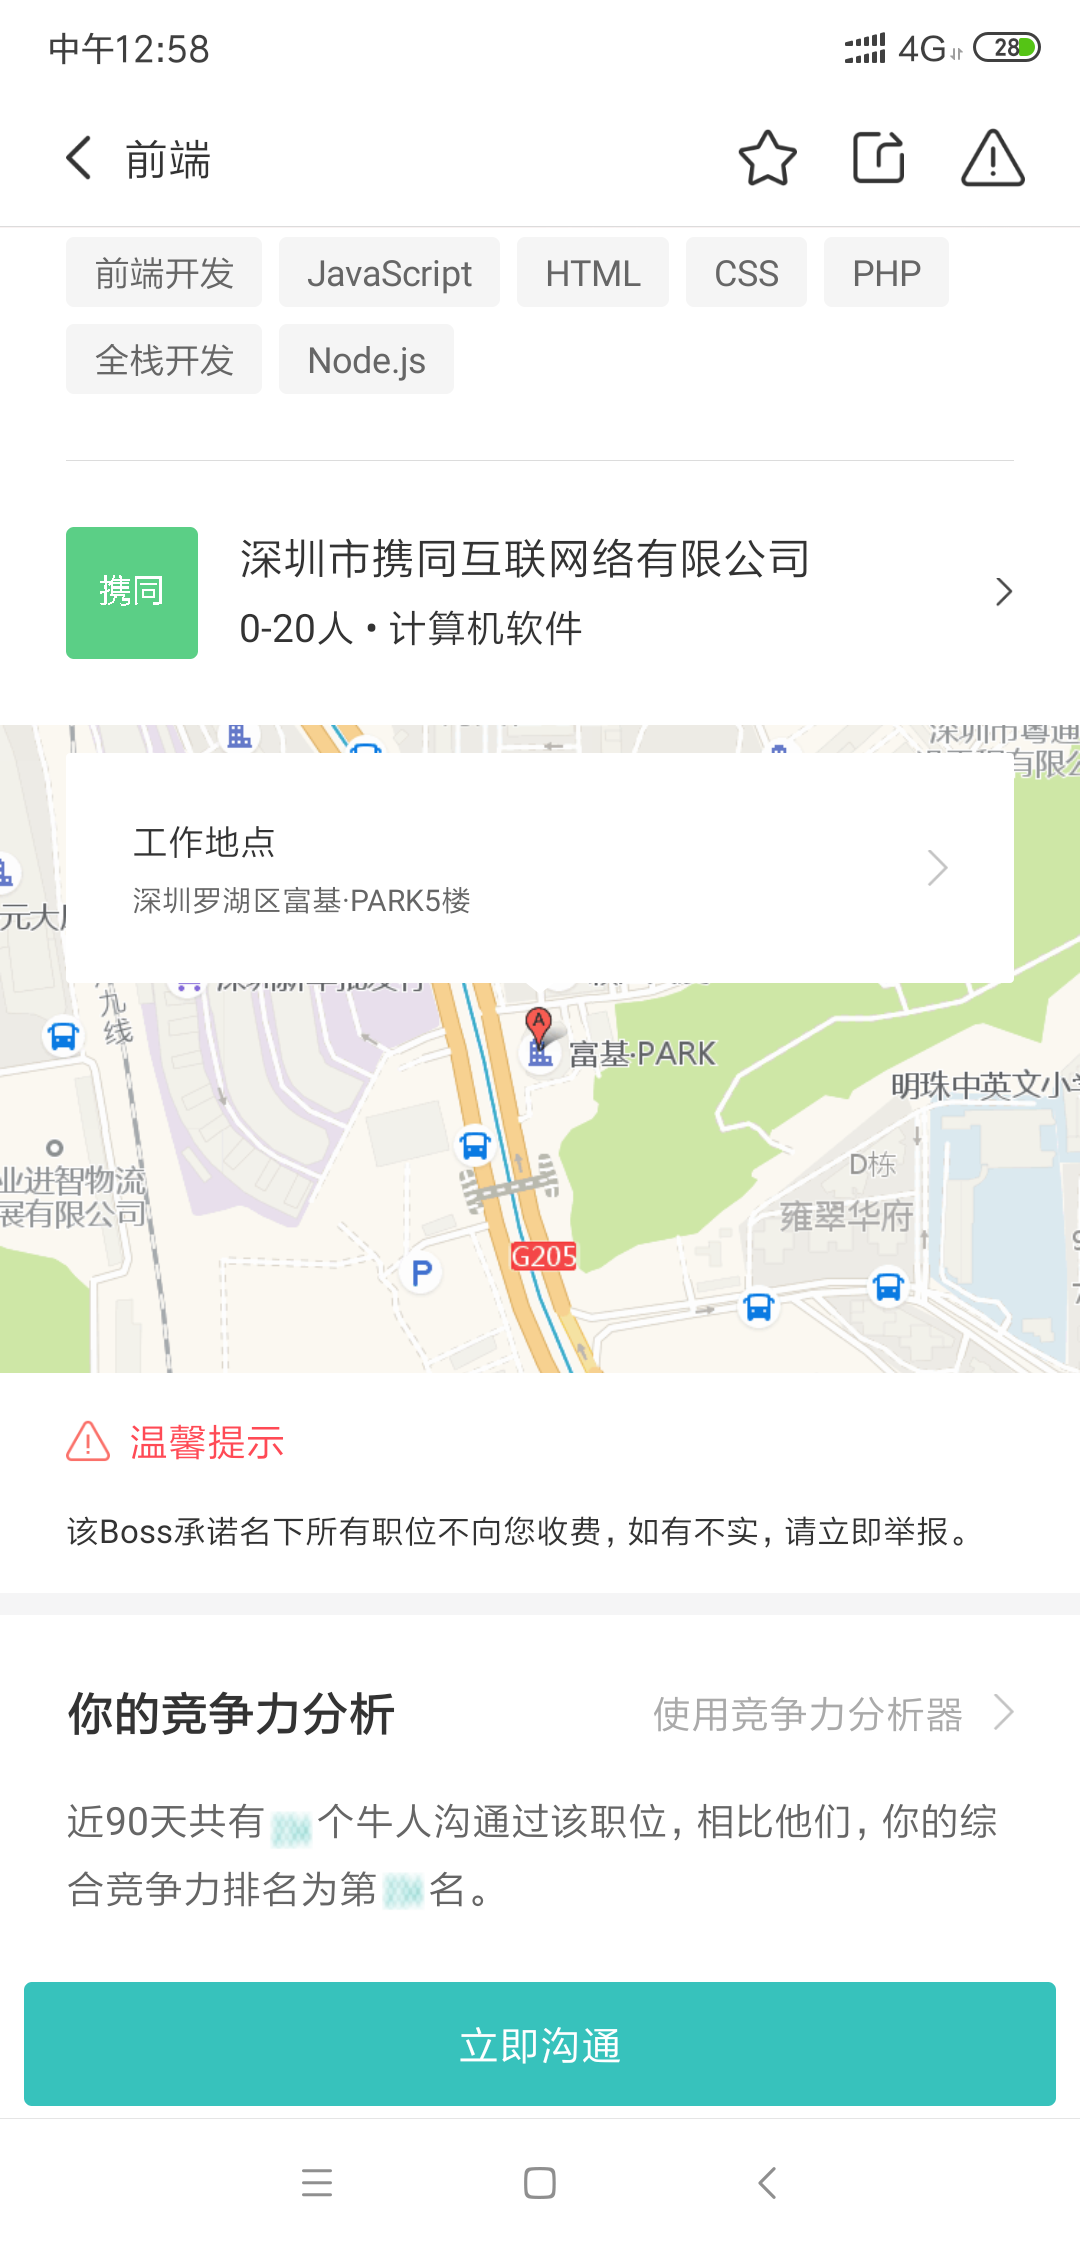 中午12:58
4G
28
前端
前端开发 JavaScript HTML CSS PHP
全栈开发 Node.js
携同
深圳市携同互联网络有限公司
0-20人 • 计算机软件
工作地点
深圳罗湖区富基·PARK5楼
元大
九线
A
富基·PARK
明珠中英文小学
D栋
业进智物流
展有限公司
雍翠华府
G205
P
温馨提示
该Boss承诺名下所有职位不向您收费，如有不实，请立即举报。
你的竞争力分析
使用竞争力分析器
近90天共有 个牛人沟通过该职位，相比他们，你的综
合竞争力排名为第 名。
立即沟通